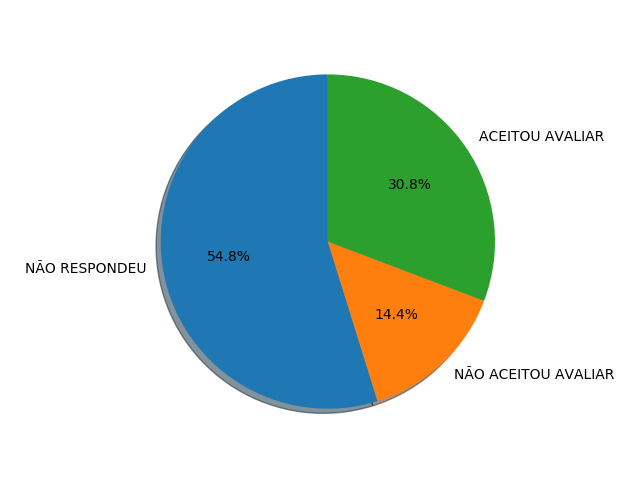 ACEITOU AVALIAR
30.8%
54.8%
NÃO RESPONDEU
14.4%
NÃO ACEITOU AVALIAR